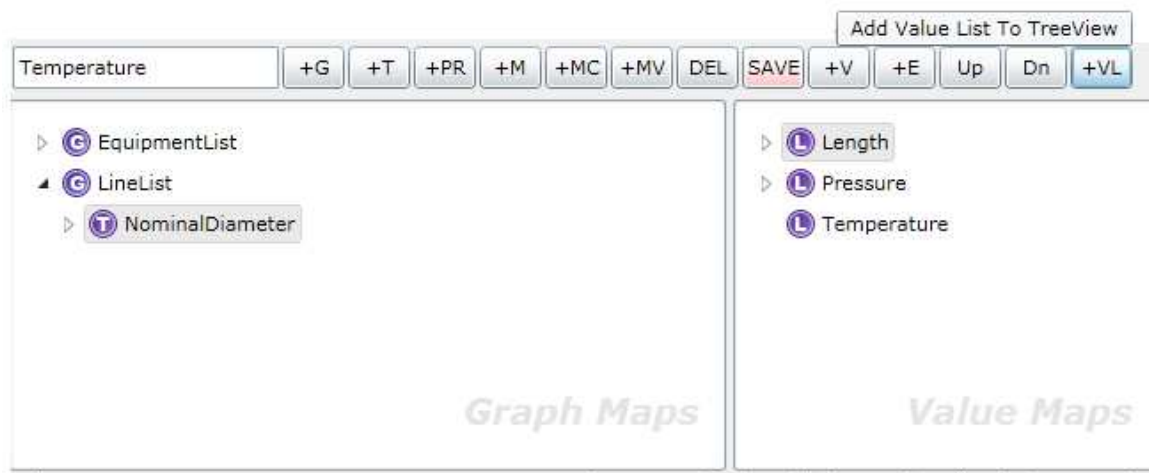 Add Value List To TreeView
Temperature +G +T +PR +M +MC +MV DEL SAVE +V +E Up Dn +VL
G EquipmentList
G LineList
T NominalDiameter
Graph Maps
L Length
L Pressure
L Temperature
Value Maps